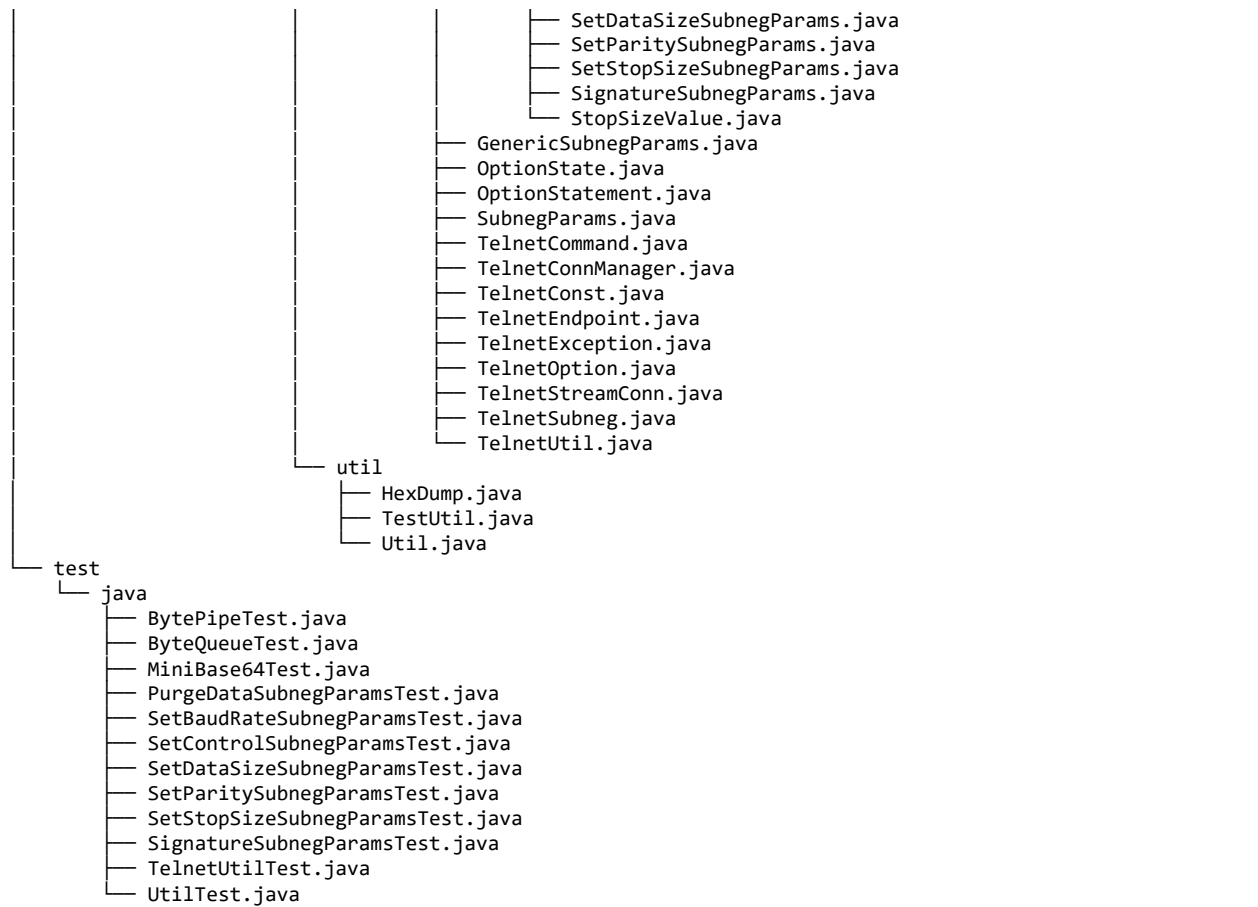 │                       │           │       ├── SetDataSizeSubnegParams.java
│                       │           │       ├── SetParitySubnegParams.java
│                       │           │       ├── SetStopSizeSubnegParams.java
│                       │           │       ├── SignatureSubnegParams.java
│                       │           │       └── StopSizeValue.java
│                       │           ├── GenericSubnegParams.java
│                       │           ├── OptionState.java
│                       │           ├── OptionStatement.java
│                       │           ├── SubnegParams.java
│                       │           ├── TelnetCommand.java
│                       │           ├── TelnetConnManager.java
│                       │           ├── TelnetConst.java
│                       │           ├── TelnetEndpoint.java
│                       │           ├── TelnetException.java
│                       │           ├── TelnetOption.java
│                       │           ├── TelnetStreamConn.java
│                       │           ├── TelnetSubneg.java
│                       │           └── TelnetUtil.java
│                       └── util
│                           ├── HexDump.java
│                           ├── TestUtil.java
│                           └── Util.java
└── test
    └── java
        ├── BytePipeTest.java
        ├── ByteQueueTest.java
        ├── MiniBase64Test.java
        ├── PurgeDataSubnegParamsTest.java
        ├── SetBaudRateSubnegParamsTest.java
        ├── SetControlSubnegParamsTest.java
        ├── SetDataSizeSubnegParamsTest.java
        ├── SetParitySubnegParamsTest.java
        ├── SetStopSizeSubnegParamsTest.java
        ├── SignatureSubnegParamsTest.java
        ├── TelnetUtilTest.java
        └── UtilTest.java